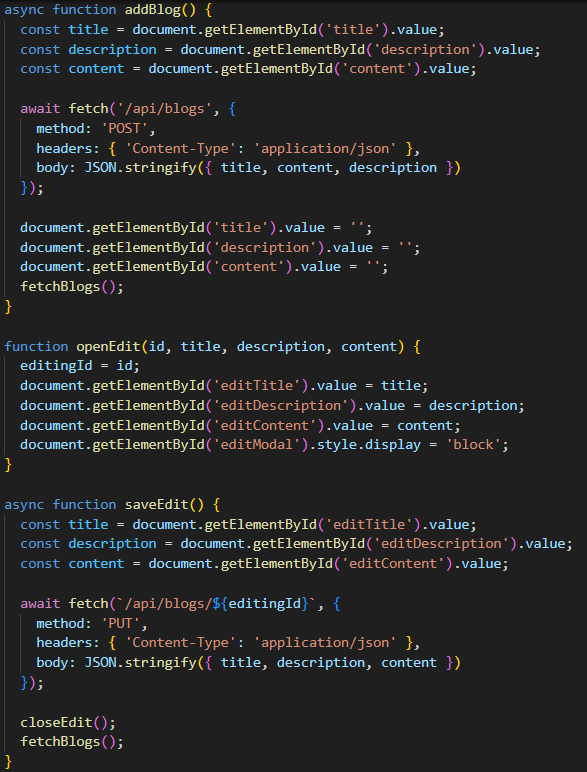 async function addBlog() {
  const title = document.getElementById('title').value;
  const description = document.getElementById('description').value;
  const content = document.getElementById('content').value;

  await fetch('/api/blogs', {
    method: 'POST',
    headers: { 'Content-Type': 'application/json' },
    body: JSON.stringify({ title, content, description })
  });

  document.getElementById('title').value = '';
  document.getElementById('description').value = '';
  document.getElementById('content').value = '';
  fetchBlogs();
}

function openEdit(id, title, description, content) {
  editingId = id;
  document.getElementById('editTitle').value = title;
  document.getElementById('editDescription').value = description;
  document.getElementById('editContent').value = content;
  document.getElementById('editModal').style.display = 'block';
}

async function saveEdit() {
  const title = document.getElementById('editTitle').value;
  const description = document.getElementById('editDescription').value;
  const content = document.getElementById('editContent').value;

  await fetch(`/api/blogs/${editingId}`, {
    method: 'PUT',
    headers: { 'Content-Type': 'application/json' },
    body: JSON.stringify({ title, description, content })
  });

  closeEdit();
  fetchBlogs();
}